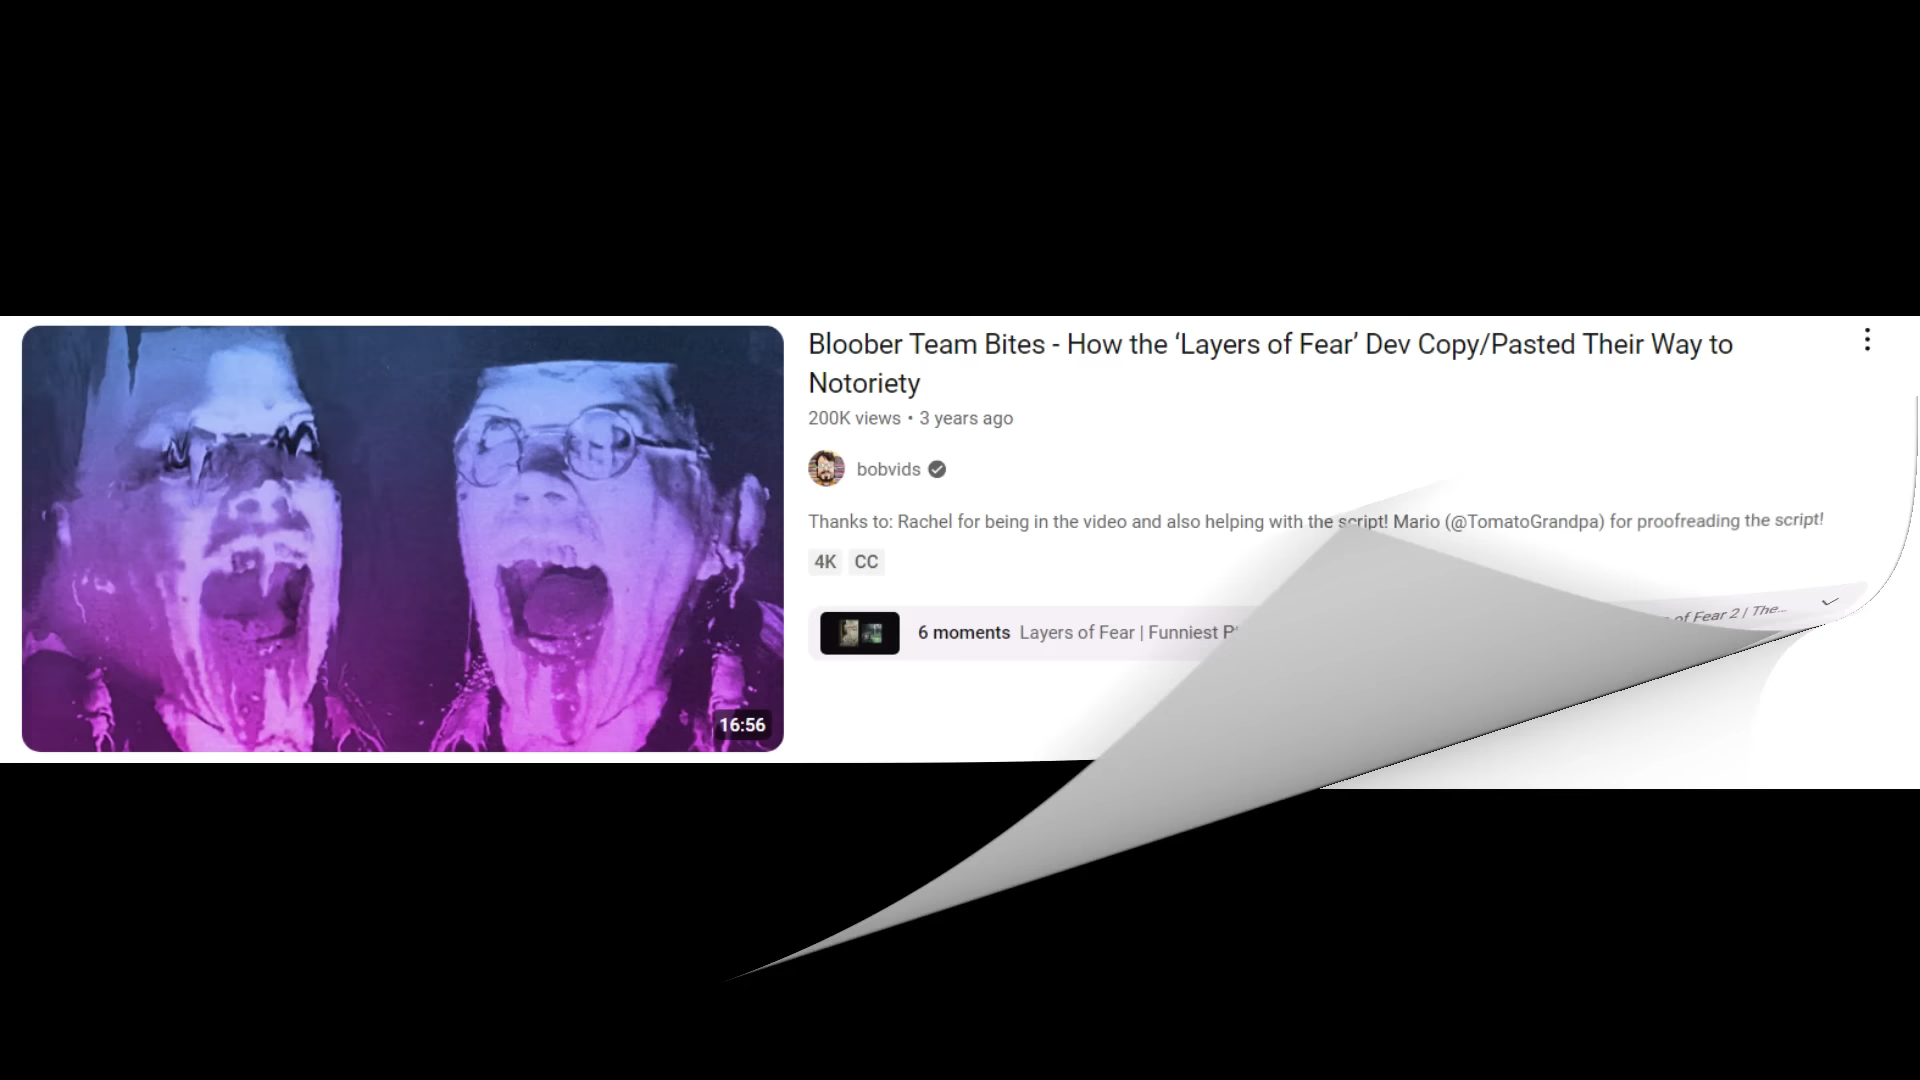 Bloober Team Bites - How the ‘Layers of Fear’ Dev Copy/Pasted Their Way to
Notoriety
200K views • 3 years ago
bobvids
Thanks to: Rachel for being in the video and also helping with the script! Mario (@TomatoGrandpa) for proofreading the script!
4K CC
6 moments Layers of Fear | Funniest of Fear 2 | The...
16:56